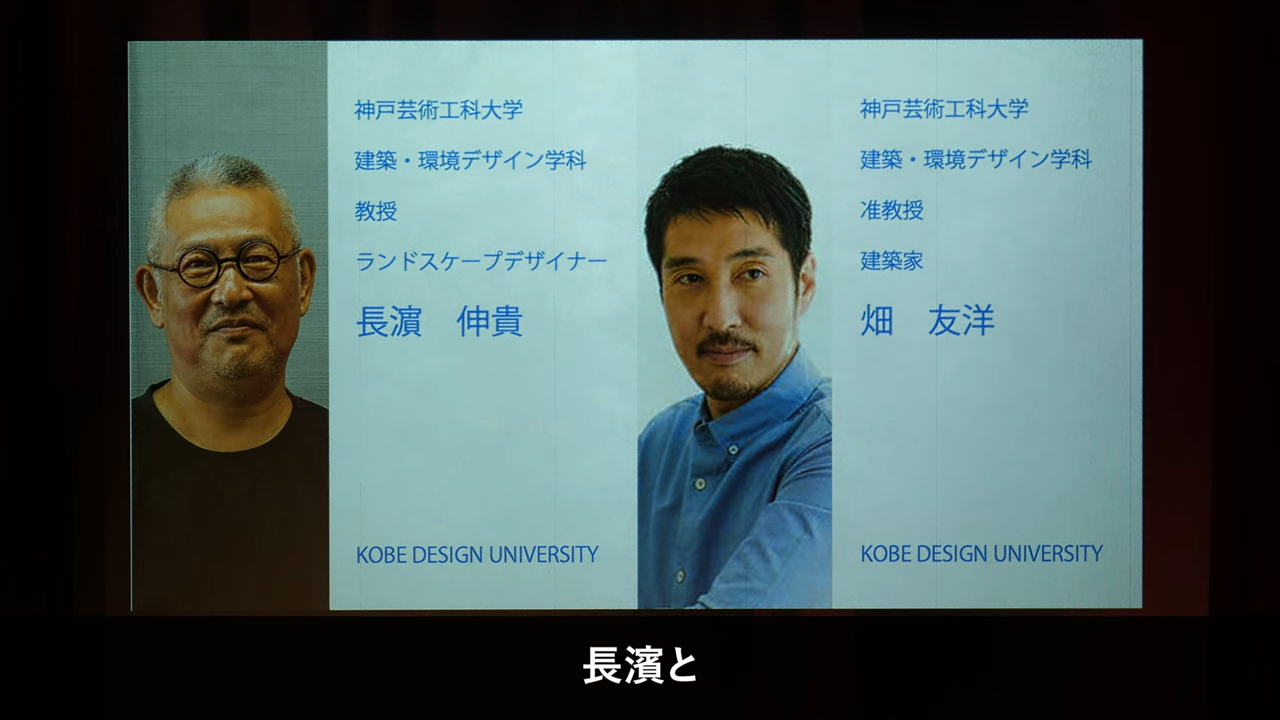 神戸芸術工科大学
建築・環境デザイン学科
教授
ランドスケープデザイナー
長濵　伸貴
KOBE DESIGN UNIVERSITY
神戸芸術工科大学
建築・環境デザイン学科
准教授
建築家
畑　友洋
KOBE DESIGN UNIVERSITY
長濵と